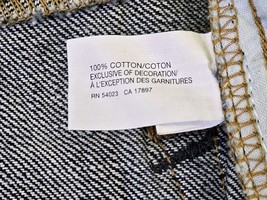 100% COTTON/COTON
EXCLUSIVE OF DECORATION/
À L'EXCEPTION DES GARNITURES
RN 54023 CA 17897